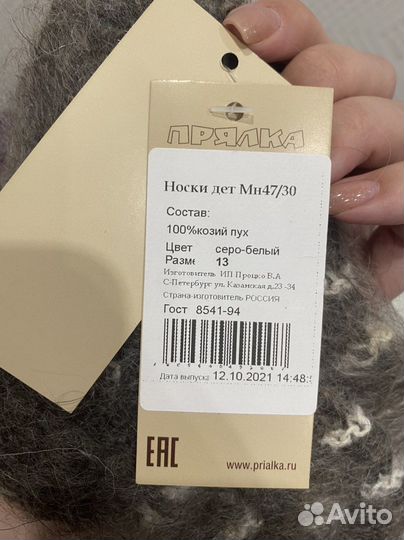 ПРЯЛКА
Носки дет Мн47/30
Состав:
100%козий пух
Цвет серо-белый
Разме 13
Изготовитель ИП Процко В.А
С-Петербург ул. Казанская д.23 -34
Страна-изготовитель РОССИЯ
Гост 8541-94
Дата выпуска 12.10.2021 14:48:
ЕАС
www.prialka.ru
Avito